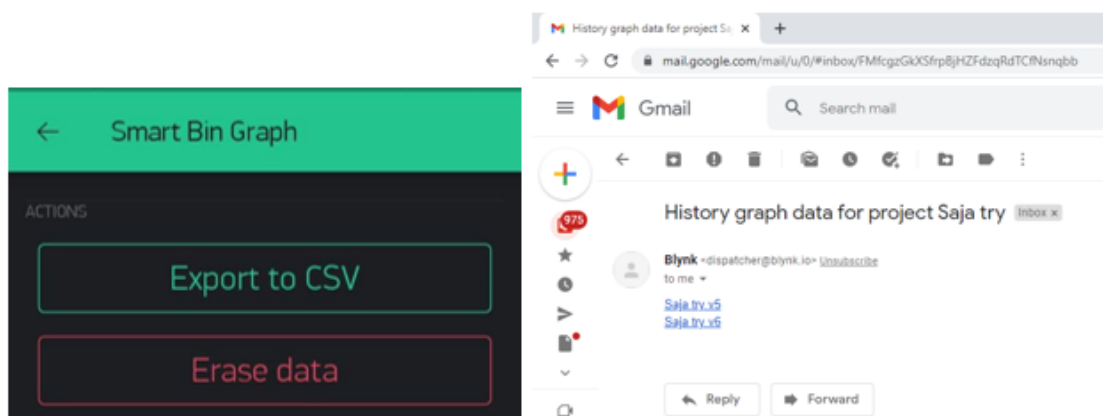 Smart Bin Graph
ACTIONS
Export to CSV
Erase data
History graph data for project Sa
mail.google.com/mail/u/0/#inbox/FMfcgzGkXSfrpBjHZFdzqRdTCfNsnqbb
Gmail
Search mail
975
History graph data for project Saja try Inbox x
Blynk <dispatcher@blynk.io> Unsubscribe
to me
Saja try v5
Saja try v6
Reply Forward